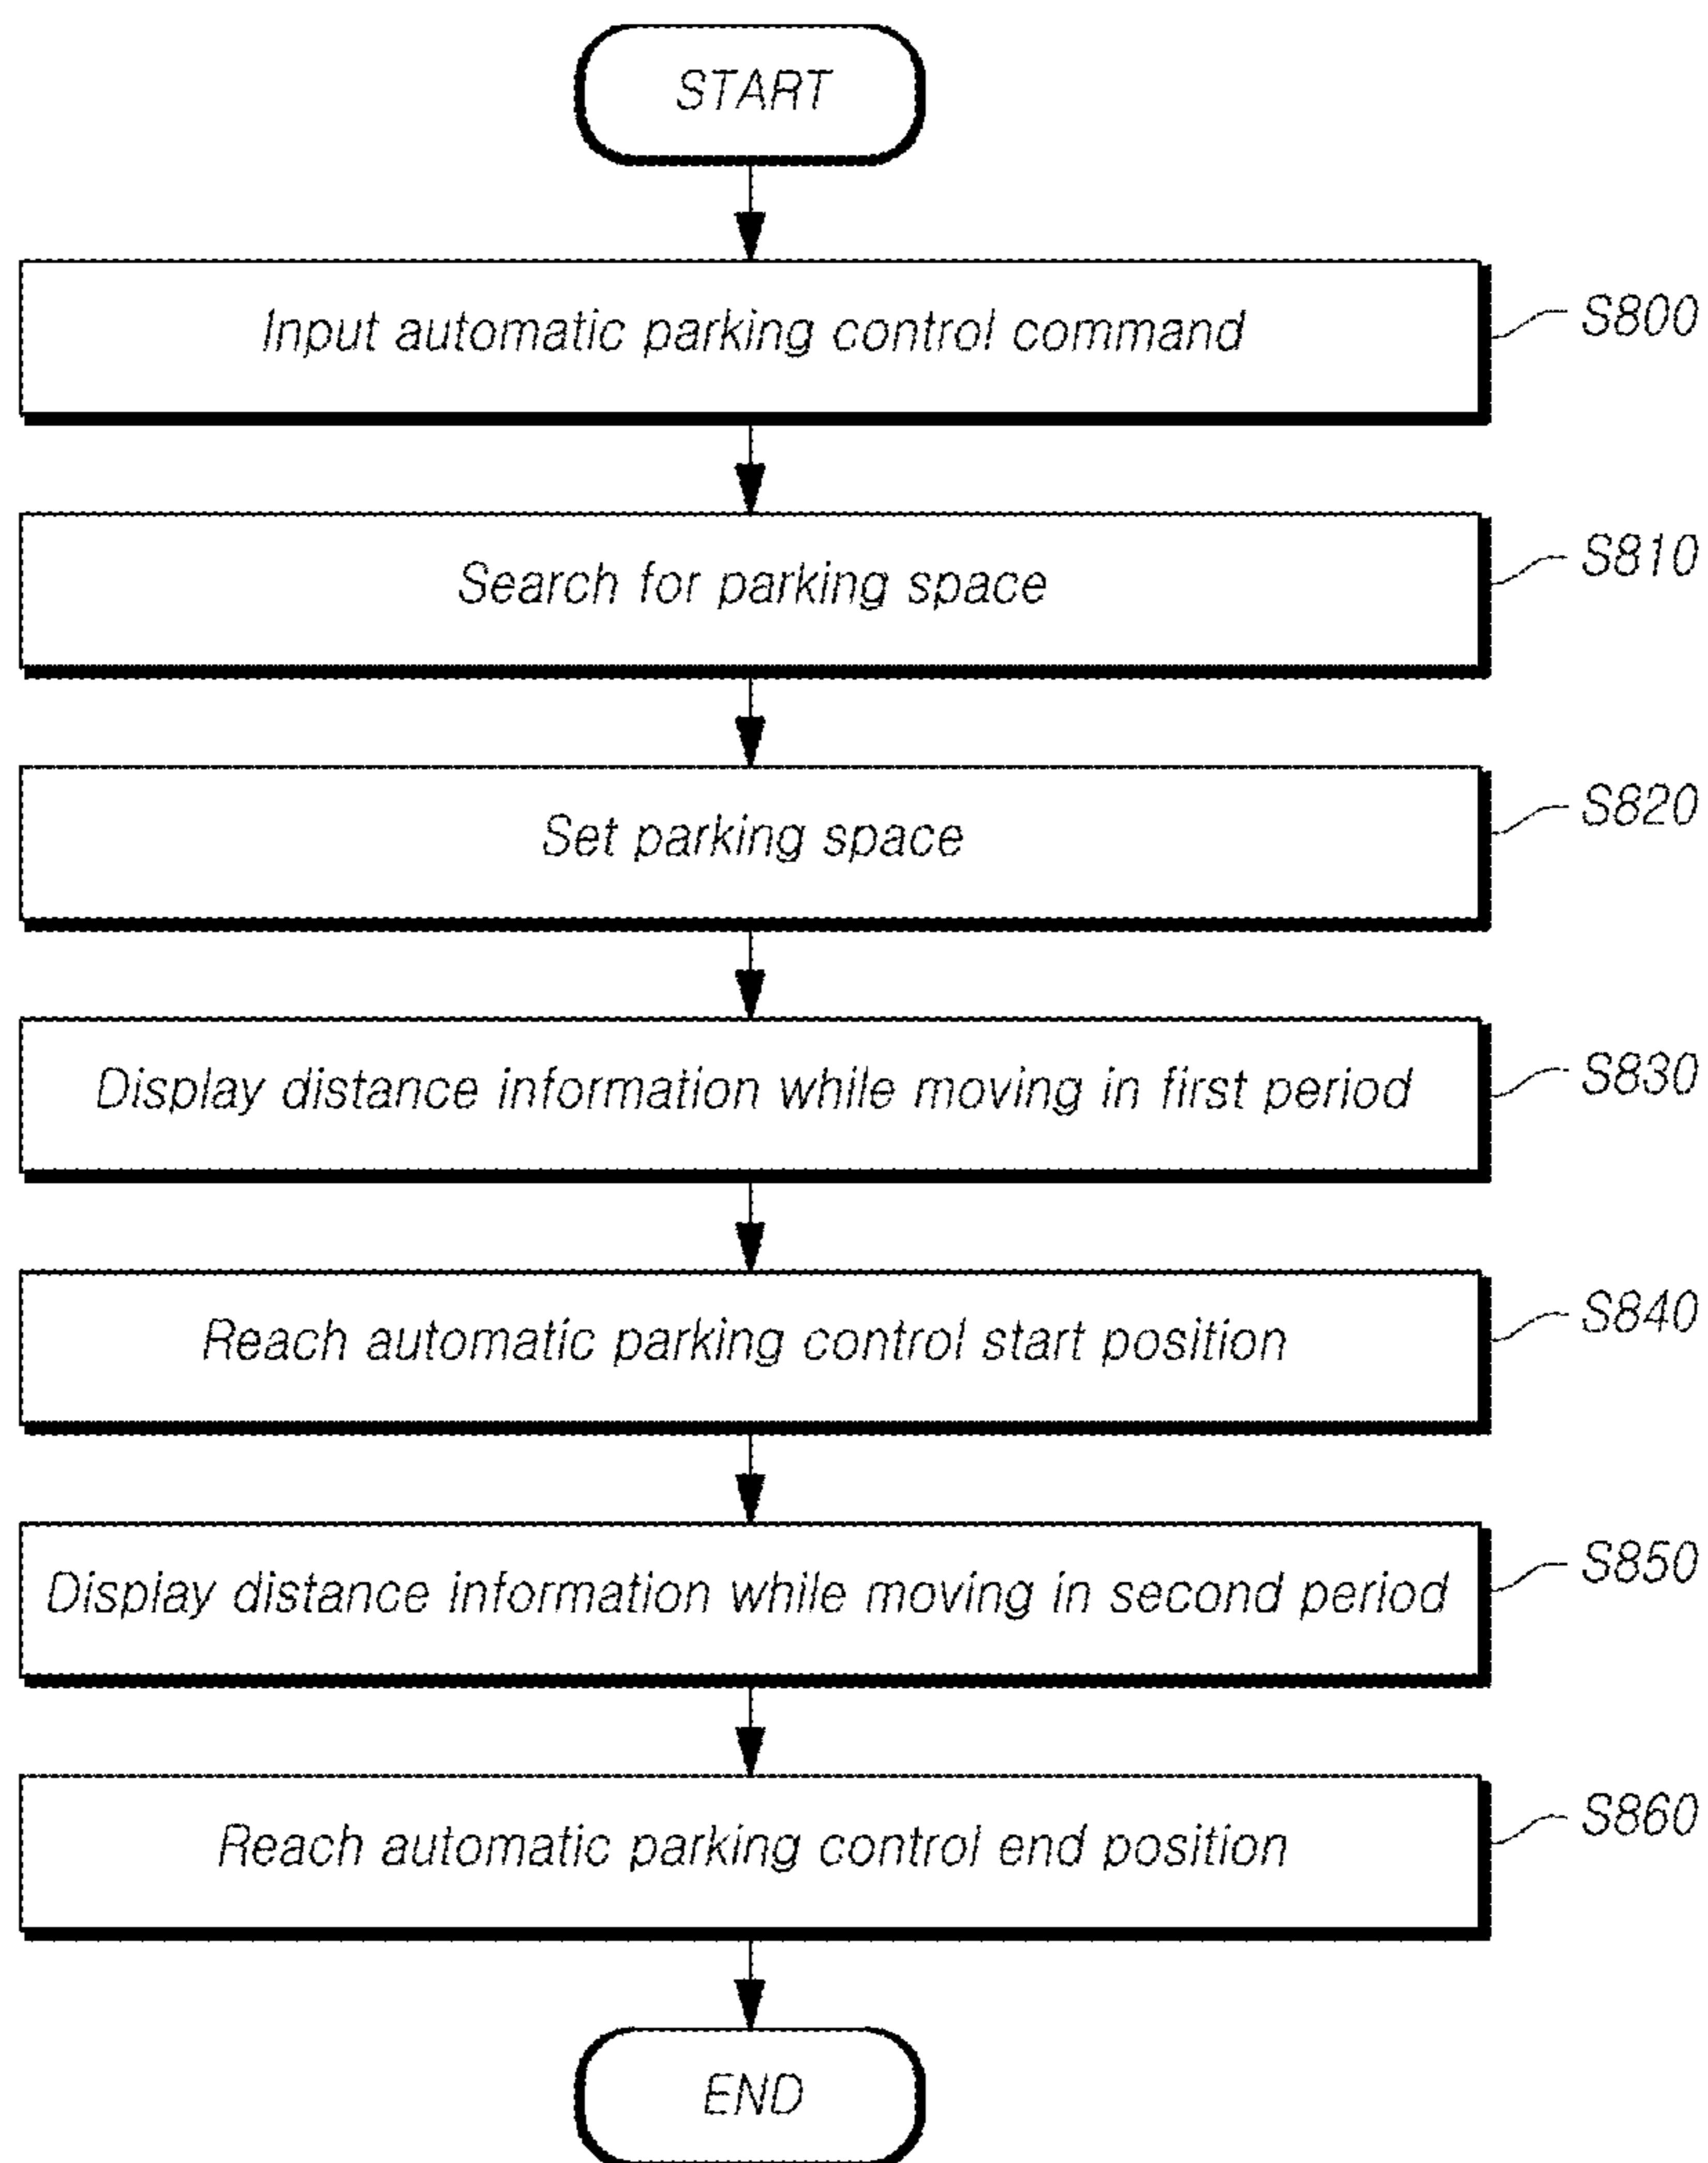 START
Input automatic parking control command
S800
Search for parking space
S810
Set parking space
S820
Display distance information while moving in first period
S830
Reach automatic parking control start position
S840
Display distance information while moving in second period
S850
Reach automatic parking control end position
S860
END